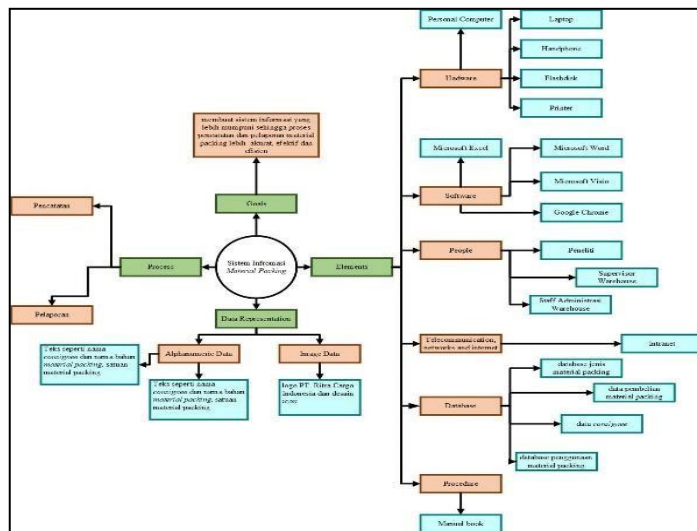 Personal Computer
Laptop
Handphone
Flashdisk
Printer
Hadware
membuat sistem informasi yang
lebih mumpuni sehingga proses
pencatatan dan pelaporan material
packing lebih akurat, efektif dan
efisien
Goals
Microsoft Excel
Microsoft Word
Microsoft Visio
Google Chrome
Software
Pencatatan
Process
Pelaporan
Sistem Infromasi
Material Packing
Elements
People
Peneliti
Supervisor
Warehouse
Staff Administrasi
Warehouse
Data Representation
Alphanumeric Data
Image Data
Teks seperti nama
consignee dan nama bahan
material packing, satuan
material packing
Teks seperti nama
consignee dan nama bahan
material packing, satuan
material packing
logo PT. Ritra Cargo
Indonesia dan desain
Telecommunication,
networks and internet
Intranet
Database
database jenis
material packing
data pembelian
material packing
data consignee
database penggunaan
material packing
Procedure
Manual book